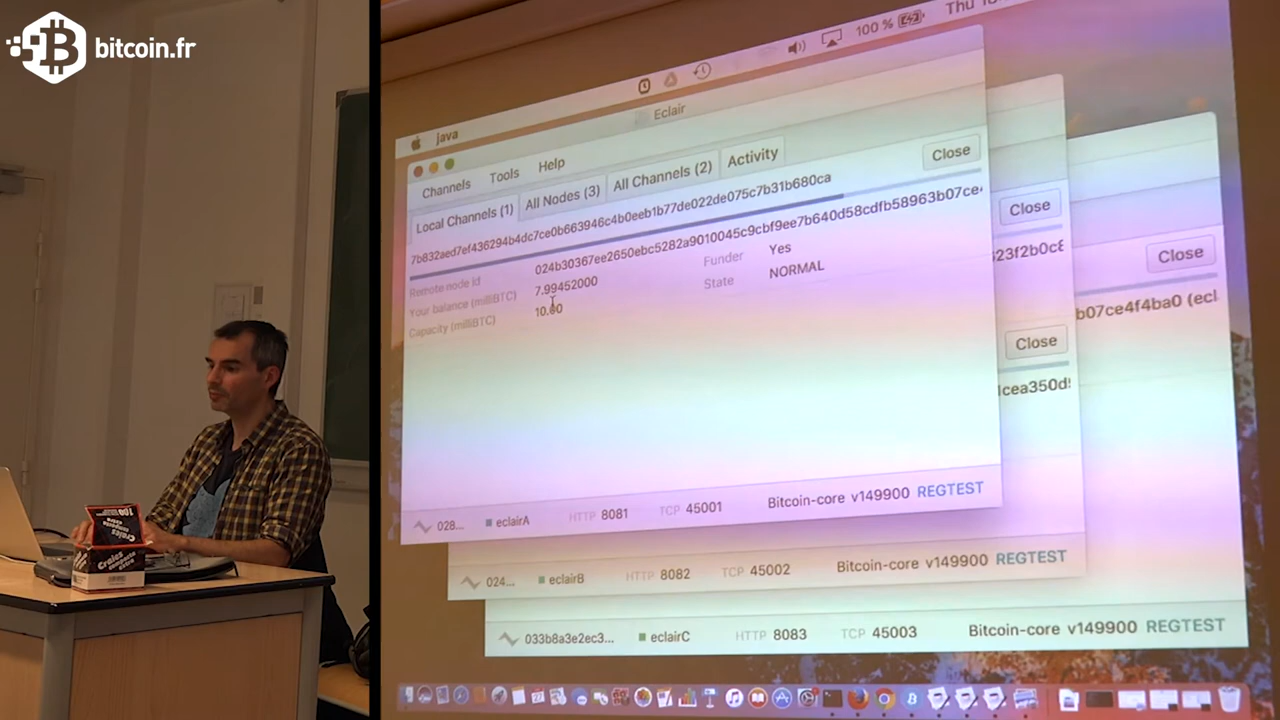 bitcoin.fr
100 % Thu
java
Eclair
Channels Tools Help
Local Channels (1) All Nodes (3) All Channels (2) Activity
7b832aed7ef436294b4dc7ce0b663946c4b0eeb1b77de022de075c7b31b680ca Close
Remote node id 024b30367ee2650ebc5282a9010045c9cbf9ee7b640d58cdfb58963b07ce
Your balance (milliBTC) 7.99452000 Funder Yes
Capacity (milliBTC) 10.00 State NORMAL
028... eclairA HTTP 8081 TCP 45001 Bitcoin-core v149900 REGTEST
Close
23f2b0c8
Close
1cea350d
024... eclairB HTTP 8082 TCP 45002 Bitcoin-core v149900 REGTEST
Close
b07ce4f4ba0 (ecl
033b8a3e2ec3... eclairC HTTP 8083 TCP 45003 Bitcoin-core v149900 REGTEST
100
Craies